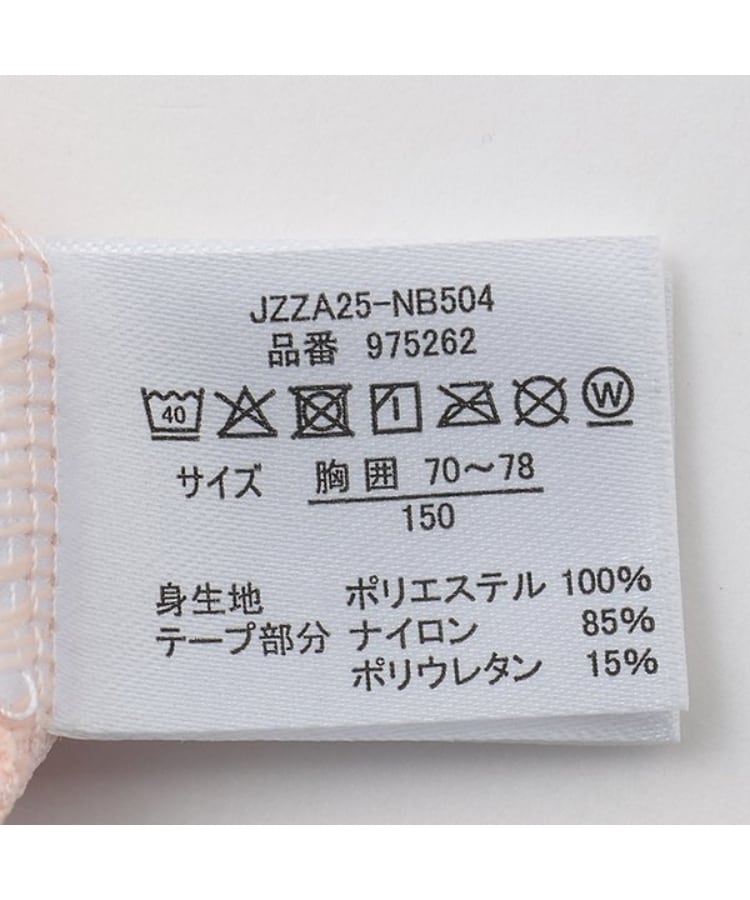 JZZA25-NB504
品番 975262
40 W
サイズ 胸囲 70～78
150
身生地 ポリエステル 100%
テープ部分 ナイロン 85%
ポリウレタン 15%